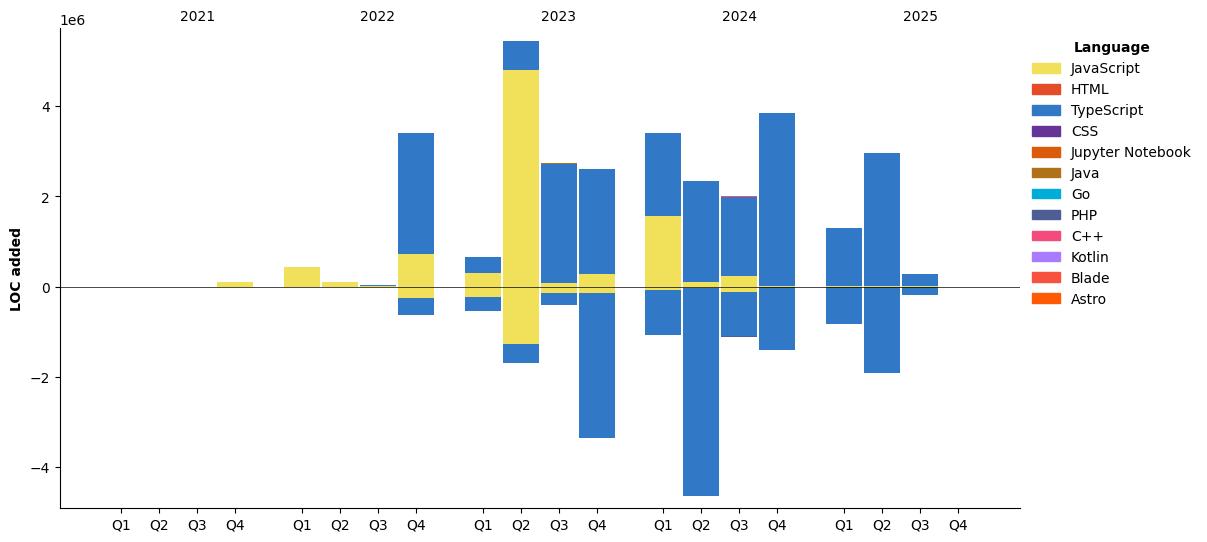 2021 2022 2023 2024 2025
1e6
Language
JavaScript
HTML
TypeScript
CSS
Jupyter Notebook
Java
Go
PHP
C++
Kotlin
Blade
Astro
LOC added
4
2
0
−2
−4
Q1 Q2 Q3 Q4 Q1 Q2 Q3 Q4 Q1 Q2 Q3 Q4 Q1 Q2 Q3 Q4 Q1 Q2 Q3 Q4